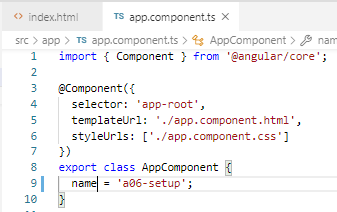 index.html
TS app.component.ts ×
src > app > TS app.component.ts > AppComponent >
1 import { Component } from '@angular/core';
2
3 @Component({
4 selector: 'app-root',
5 templateUrl: './app.component.html',
6 styleUrls: ['./app.component.css']
7 })
8 export class AppComponent {
9 name = 'a06-setup';
10 }